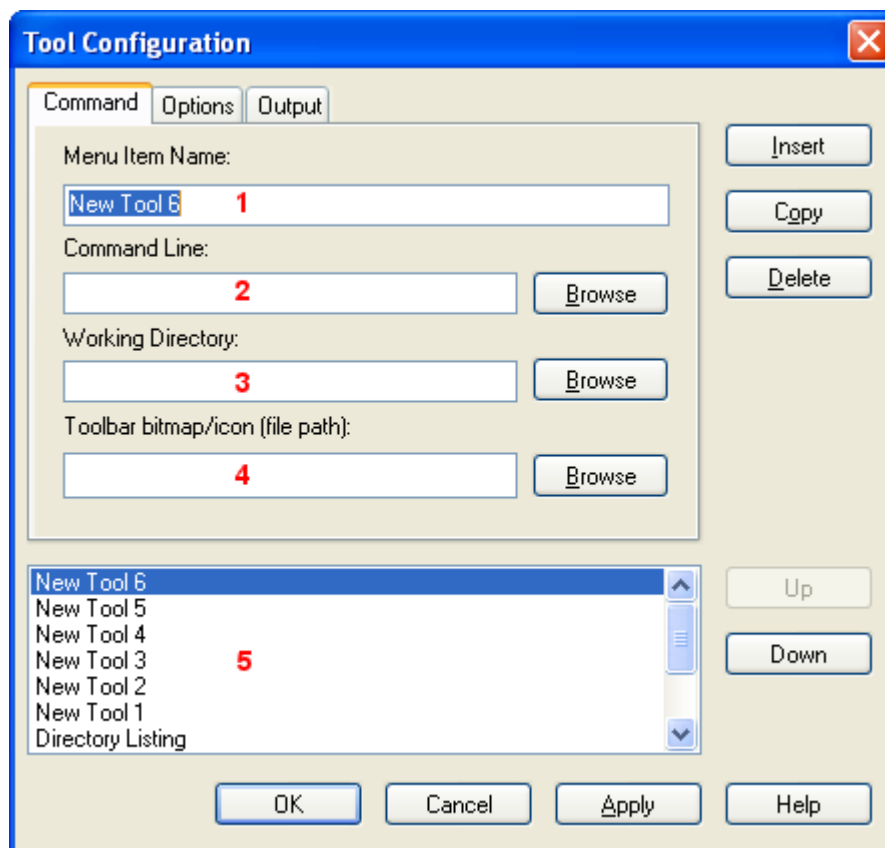 Tool Configuration
Command Options Output
Menu Item Name:
New Tool 6 1
Command Line:
2 Browse
Working Directory:
3 Browse
Toolbar bitmap/icon (file path):
4 Browse
Insert
Copy
Delete
New Tool 6
New Tool 5
New Tool 4
New Tool 3 5
New Tool 2
New Tool 1
Directory Listing
Up
Down
OK Cancel Apply Help